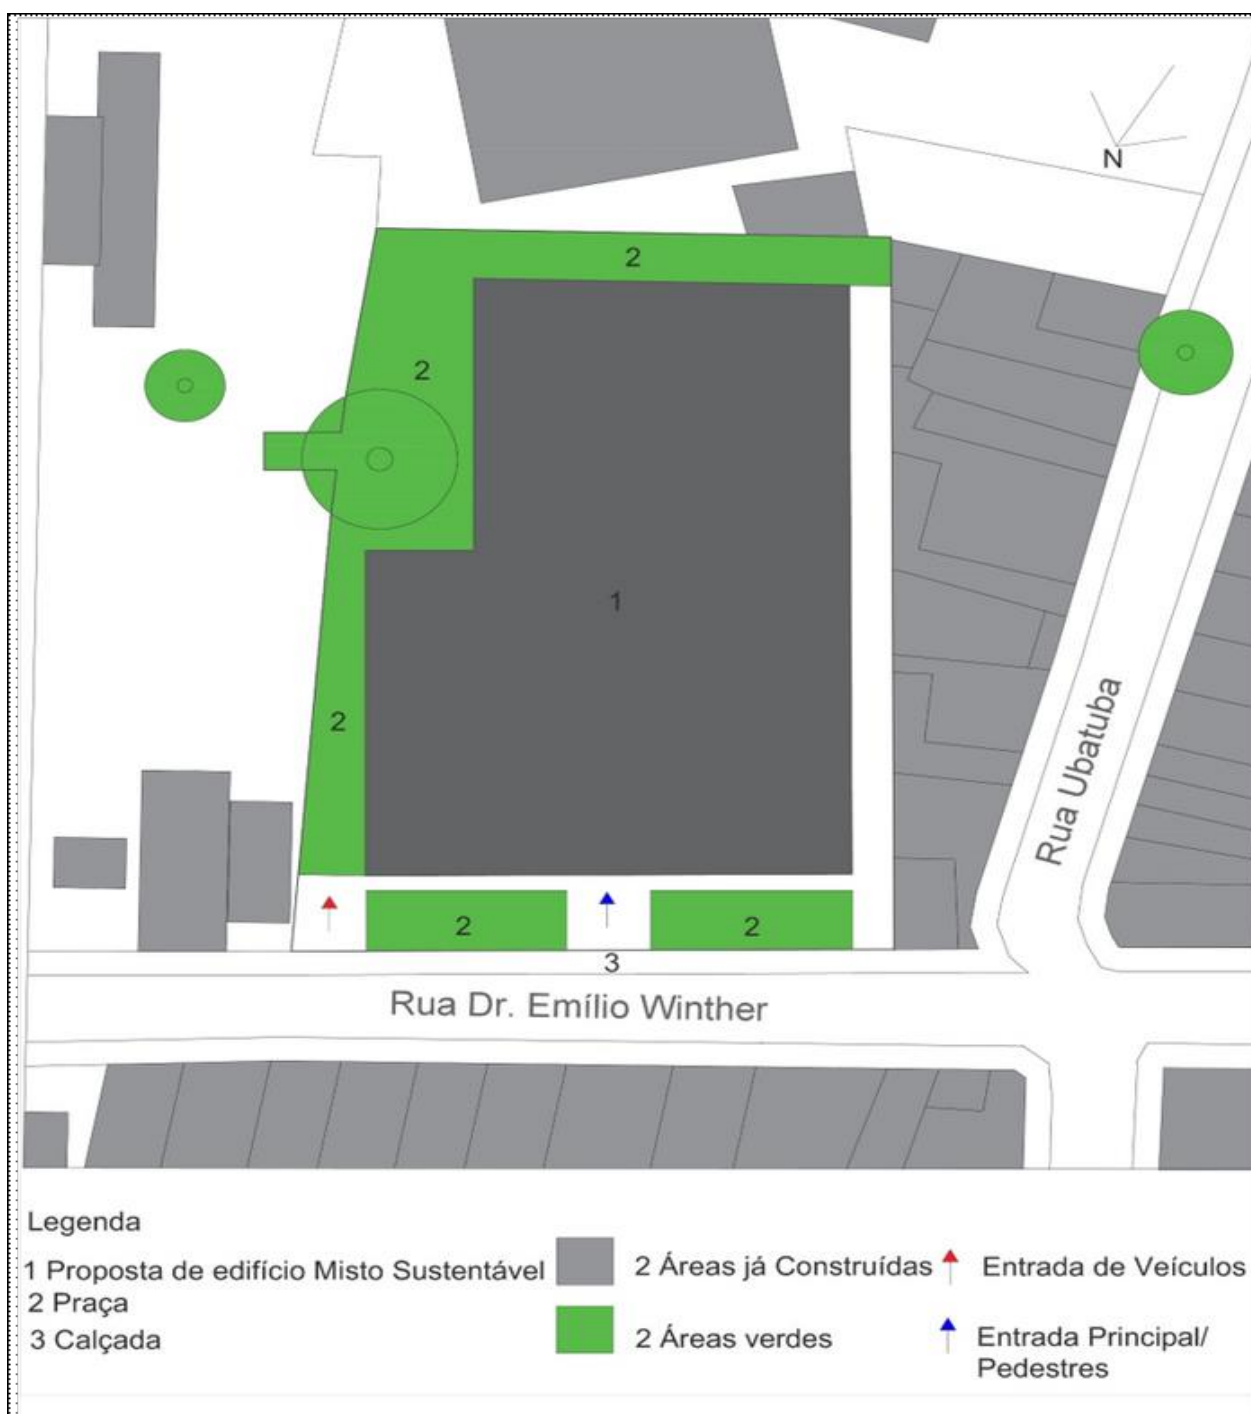 N
2
2
1
2
Rua Ubatuba
2
2
3
Rua Dr. Emílio Winther
Legenda
1 Proposta de edifício Misto Sustentável
2 Praça
3 Calçada
2 Áreas já Construídas
2 Áreas verdes
Entrada de Veículos
Entrada Principal/
Pedestres